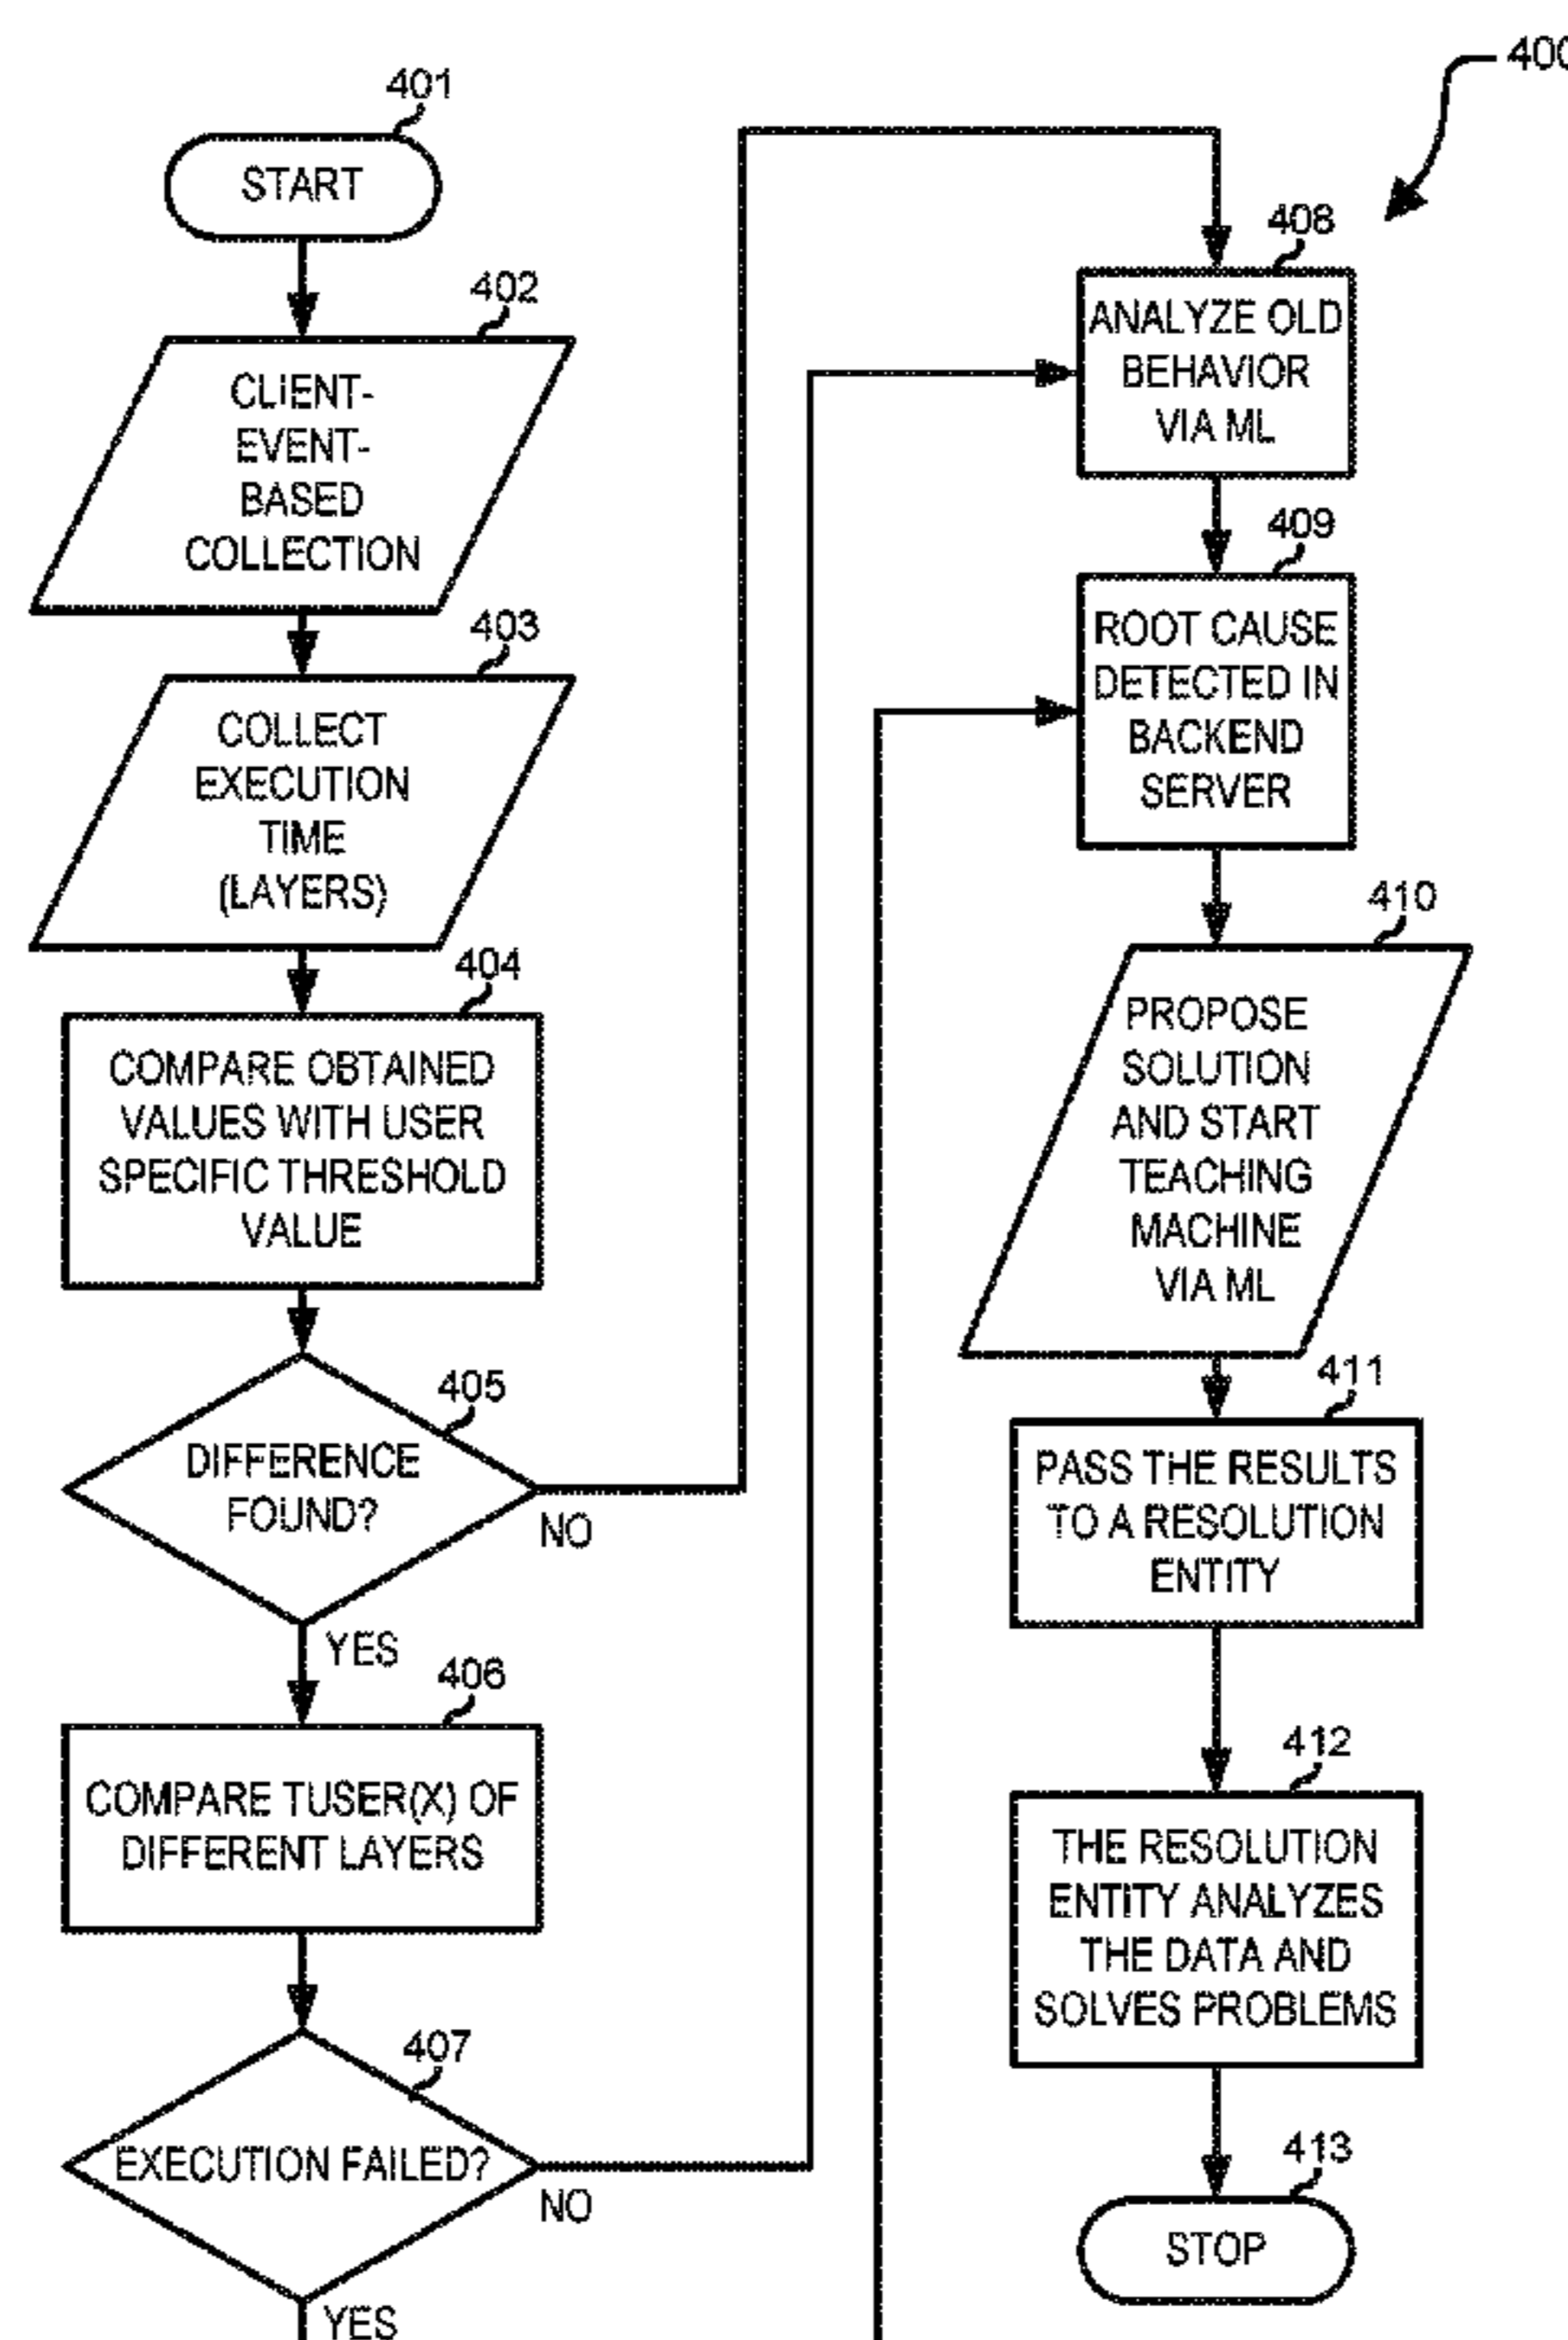 400
401
START
402
CLIENT-
EVENT-
BASED
COLLECTION
403
COLLECT
EXECUTION
TIME
(LAYERS)
404
COMPARE OBTAINED
VALUES WITH USER
SPECIFIC THRESHOLD
VALUE
405
DIFFERENCE
FOUND?
NO
YES
406
COMPARE TUSER(X) OF
DIFFERENT LAYERS
407
EXECUTION FAILED?
NO
YES
408
ANALYZE OLD
BEHAVIOR
VIA ML
409
ROOT CAUSE
DETECTED IN
BACKEND
SERVER
410
PROPOSE
SOLUTION
AND START
TEACHING
MACHINE
VIA ML
411
PASS THE RESULTS
TO A RESOLUTION
ENTITY
412
THE RESOLUTION
ENTITY ANALYZES
THE DATA AND
SOLVES PROBLEMS
413
STOP